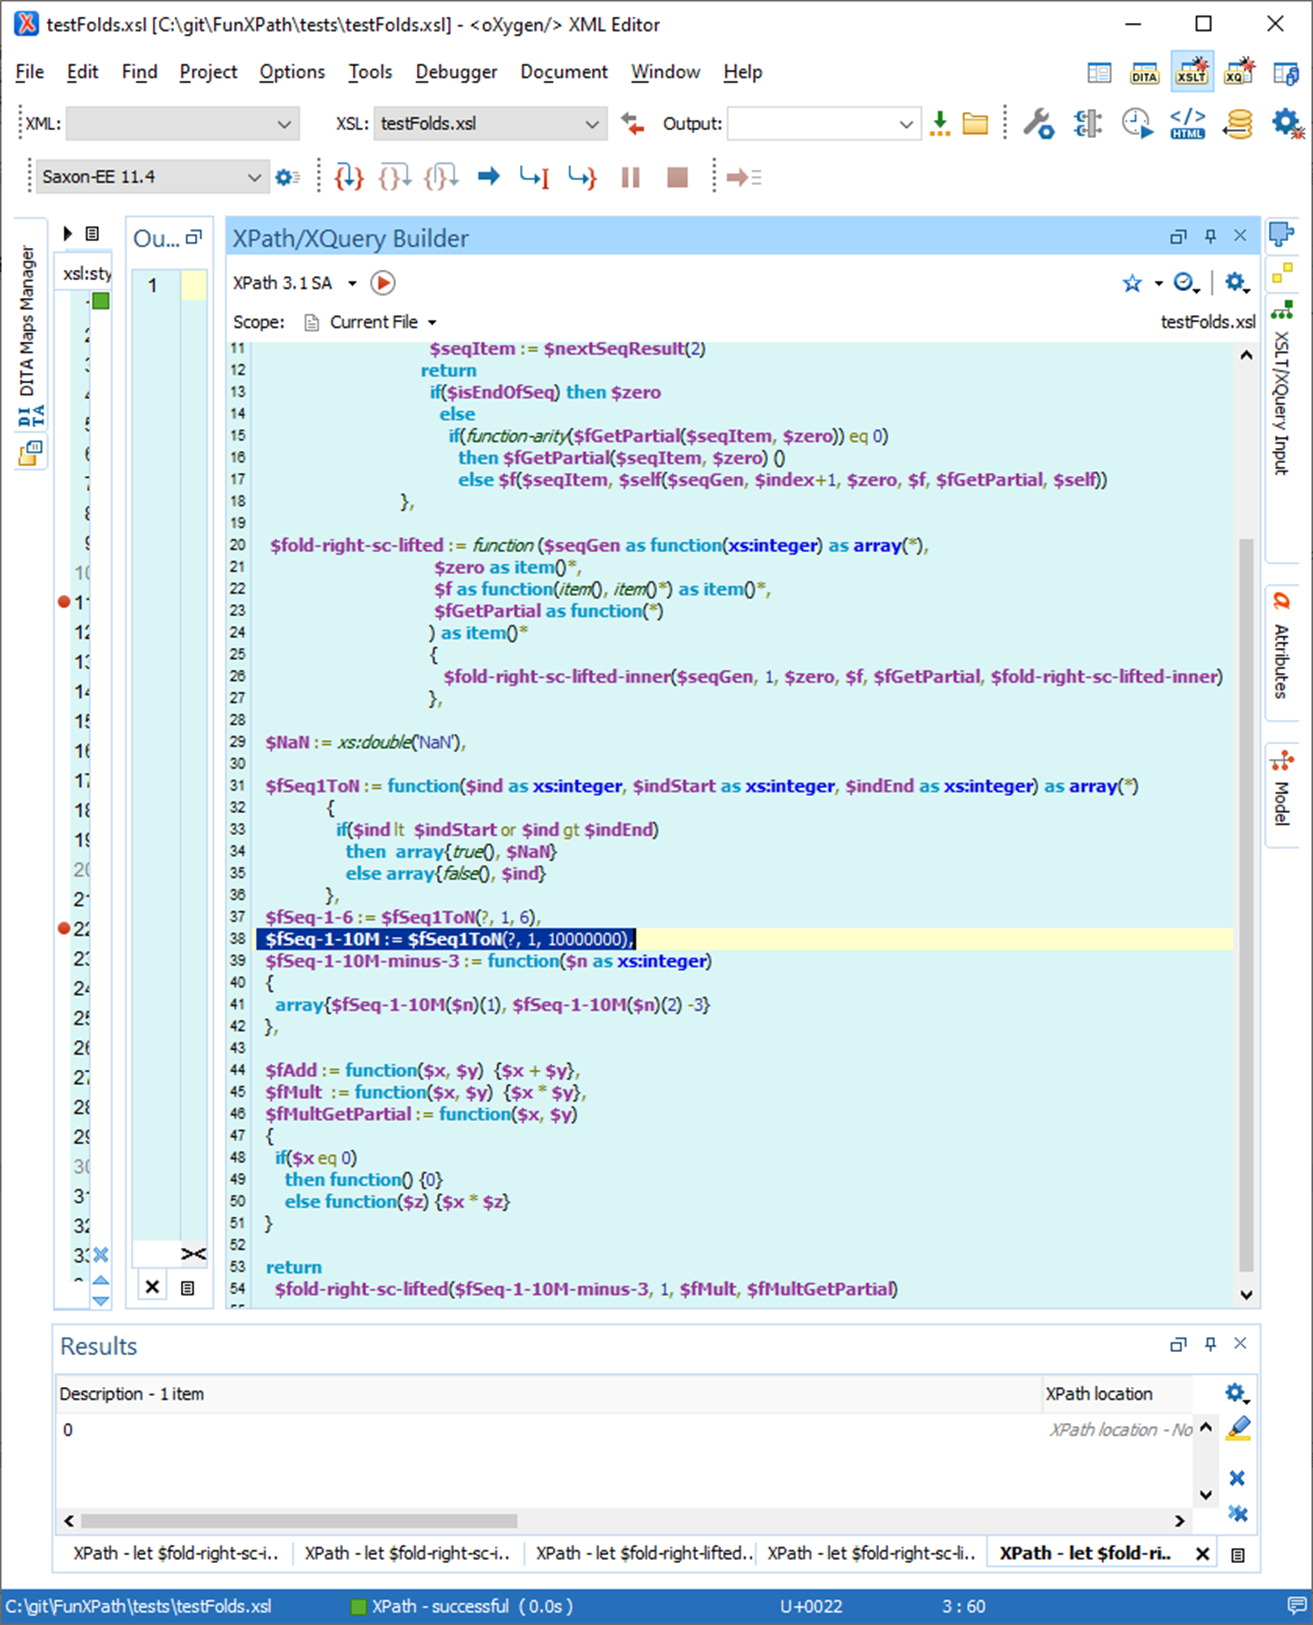 testFolds.xsl [C:\git\FunXPath\tests\testFolds.xsl] - <oXygen/> XML Editor
File Edit Find Project Options Tools Debugger Document Window Help
DITA XSLT XQ
XML: XSL: testFolds.xsl Output: HTML
Saxon-EE 11.4
DITA Maps Manager
xsl:sty
Ou...
1
XPath/XQuery Builder
XPath 3.1 SA
Scope: Current File testFolds.xsl
11 $seqItem := $nextSeqResult(2)
12 return
13 if($isEndOfSeq) then $zero
14 else
15 if(function-arity($fGetPartial($seqItem, $zero)) eq 0)
16 then $fGetPartial($seqItem, $zero) ()
17 else $f($seqItem, $self($seqGen, $index+1, $zero, $f, $fGetPartial, $self))
18 },
19
20 $fold-right-sc-lifted := function ($seqGen as function(xs:integer) as array(*),
21 $zero as item()*,
22 $f as function(item(), item()*) as item()*,
23 $fGetPartial as function(*)
24 ) as item()*
25 {
26 $fold-right-sc-lifted-inner($seqGen, 1, $zero, $f, $fGetPartial, $fold-right-sc-lifted-inner)
27 },
28
29 $NaN := xs:double('NaN'),
30
31 $fSeq1ToN := function($ind as xs:integer, $indStart as xs:integer, $indEnd as xs:integer) as array(*)
32 {
33 if($ind lt $indStart or $ind gt $indEnd)
34 then array{true(), $NaN}
35 else array{false(), $ind}
36 },
37 $fSeq-1-6 := $fSeq1ToN(?, 1, 6),
38 $fSeq-1-10M := $fSeq1ToN(?, 1, 10000000),
39 $fSeq-1-10M-minus-3 := function($n as xs:integer)
40 {
41 array{$fSeq-1-10M($n)(1), $fSeq-1-10M($n)(2) -3}
42 },
43
44 $fAdd := function($x, $y) {$x + $y},
45 $fMult := function($x, $y) {$x * $y},
46 $fMultGetPartial := function($x, $y)
47 {
48 if($x eq 0)
49 then function() {0}
50 else function($z) {$x * $z}
51 }
52
53 return
54 $fold-right-sc-lifted($fSeq-1-10M-minus-3, 1, $fMult, $fMultGetPartial)
XSLT/XQuery Input
Attributes
Model
Results
Description - 1 item XPath location
0 XPath location - No
XPath - let $fold-right-sc-i.. XPath - let $fold-right-sc-i.. XPath - let $fold-right-lifted.. XPath - let $fold-right-sc-li.. XPath - let $fold-ri..
C:\git\FunXPath\tests\testFolds.xsl XPath - successful (0.0s) U+0022 3 : 60